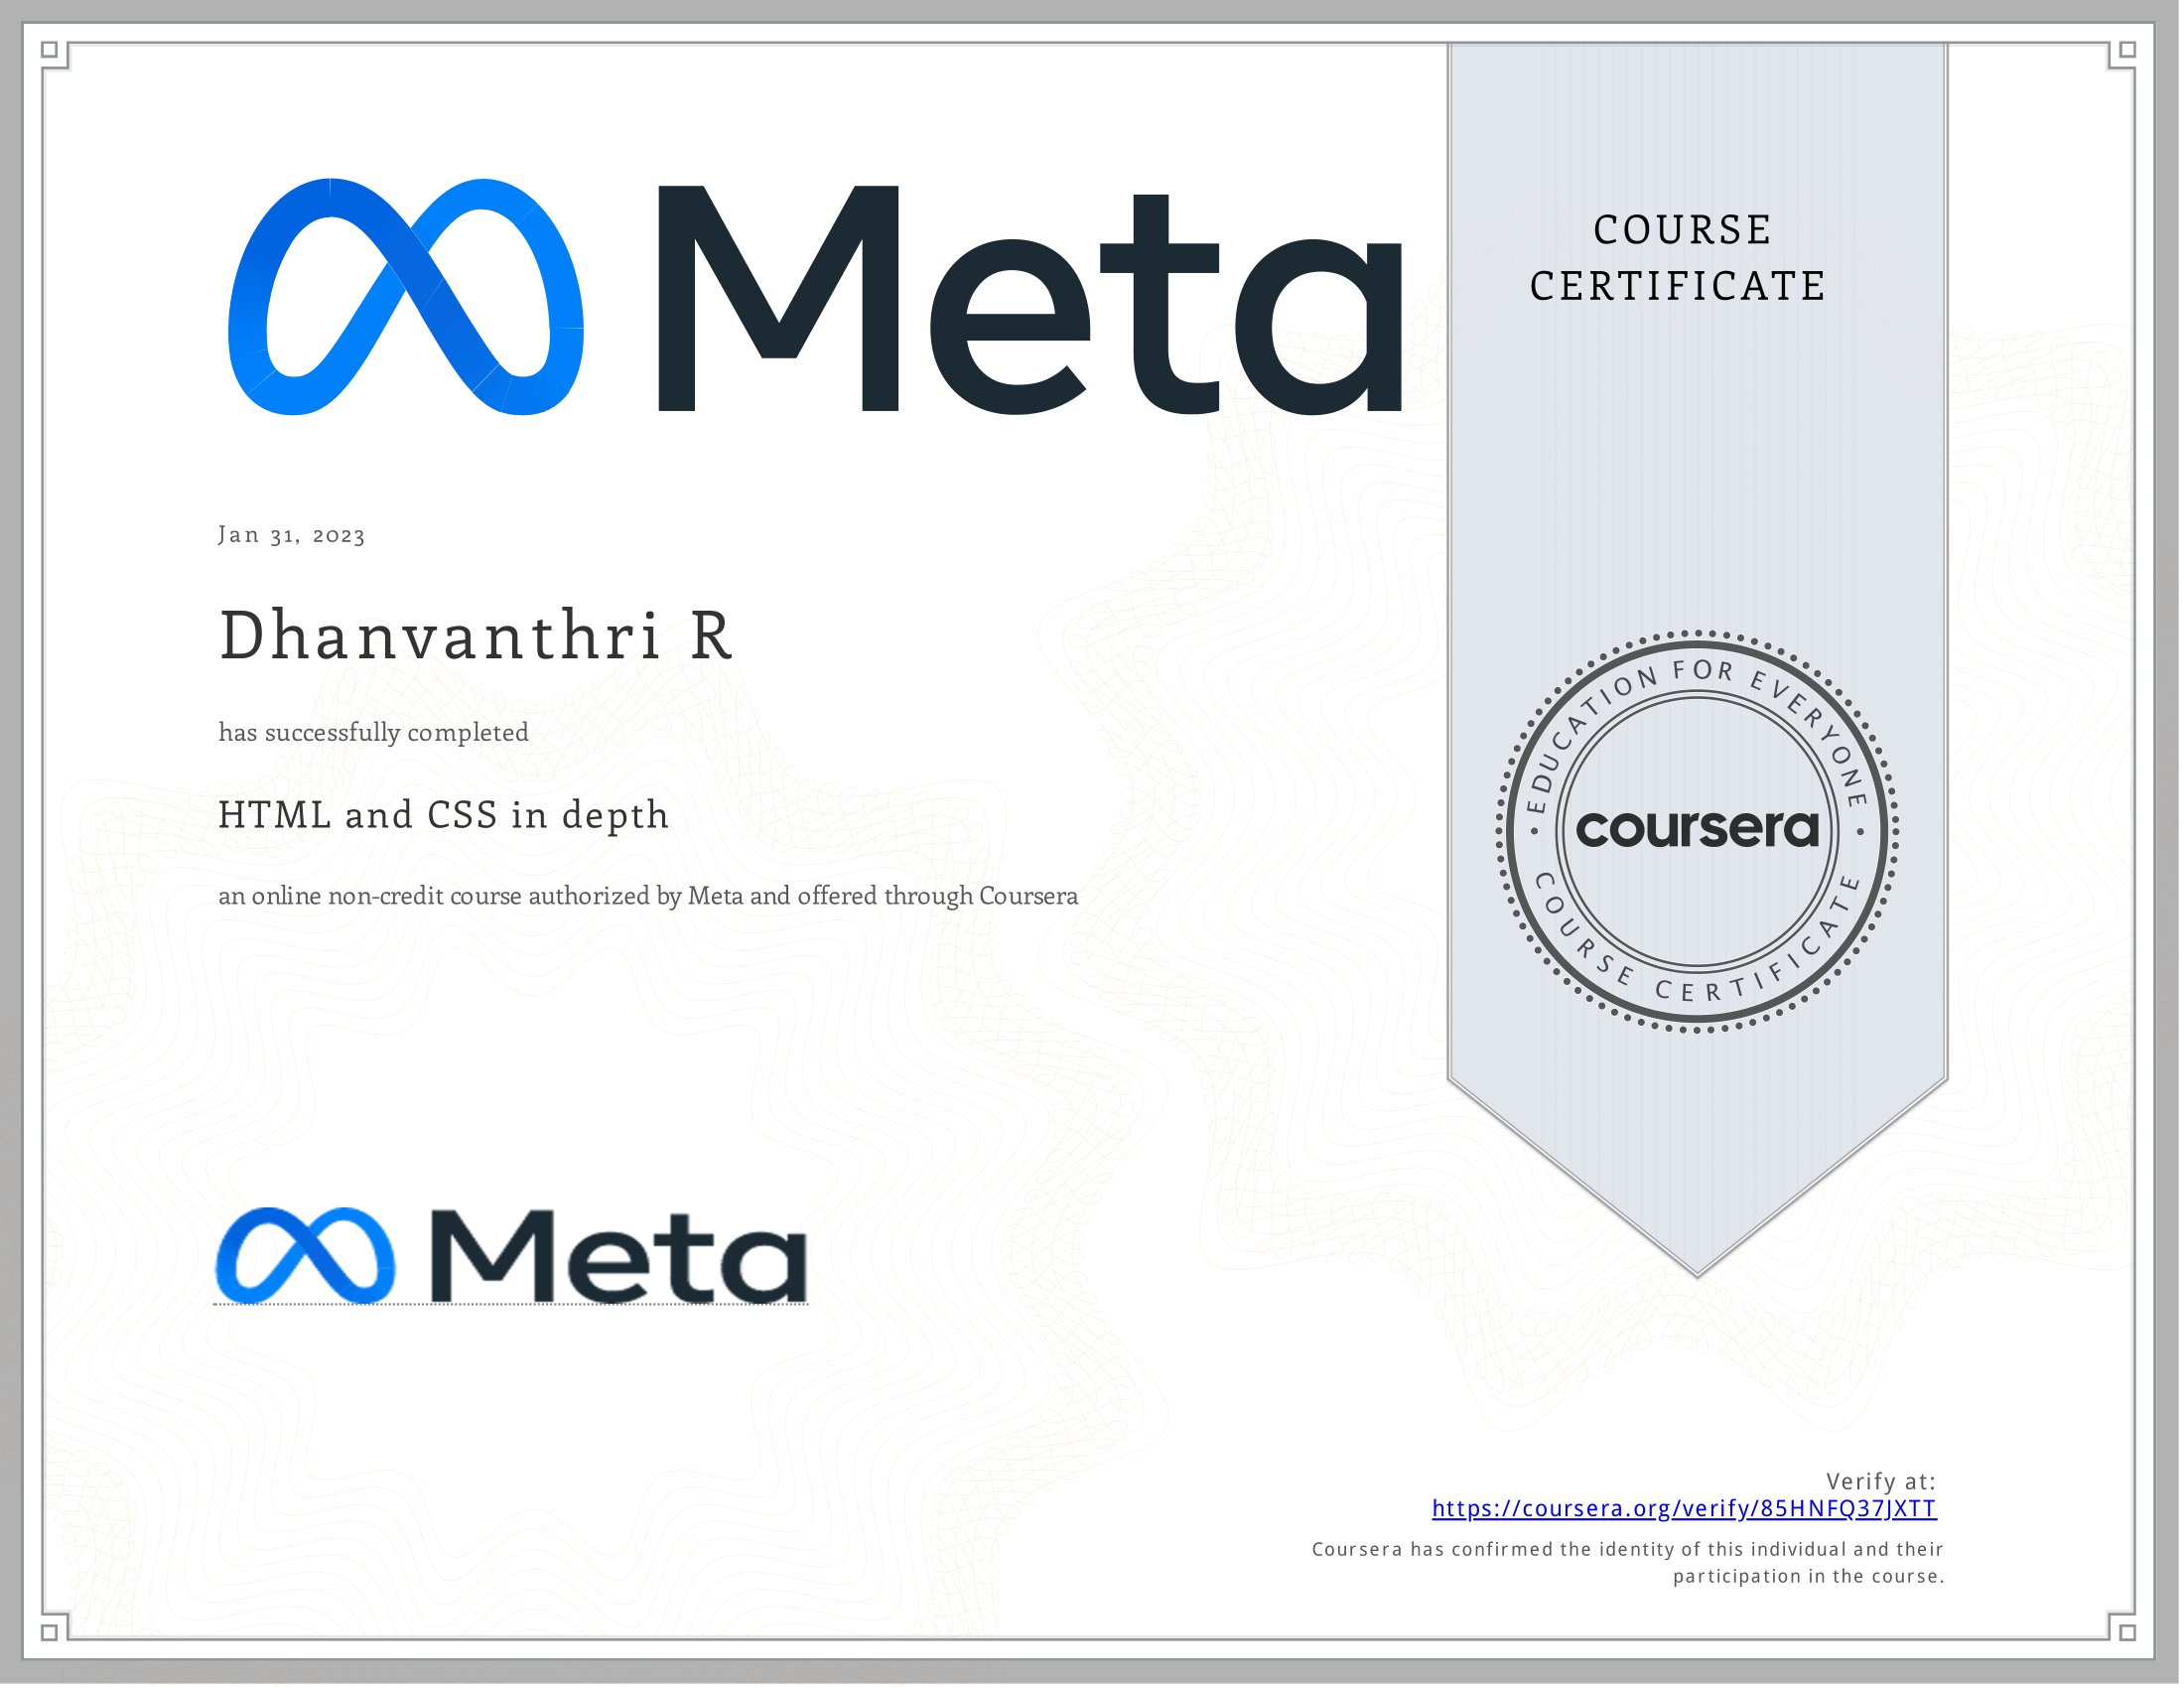 Meta
COURSE
CERTIFICATE
Jan 31, 2023
Dhanvanthri R
has successfully completed
HTML and CSS in depth
an online non-credit course authorized by Meta and offered through Coursera
EDUCATION FOR EVERYONE
coursera
COURSE CERTIFICATE
Meta
Verify at:
https://coursera.org/verify/85HNFQ37JXTT
Coursera has confirmed the identity of this individual and their
participation in the course.